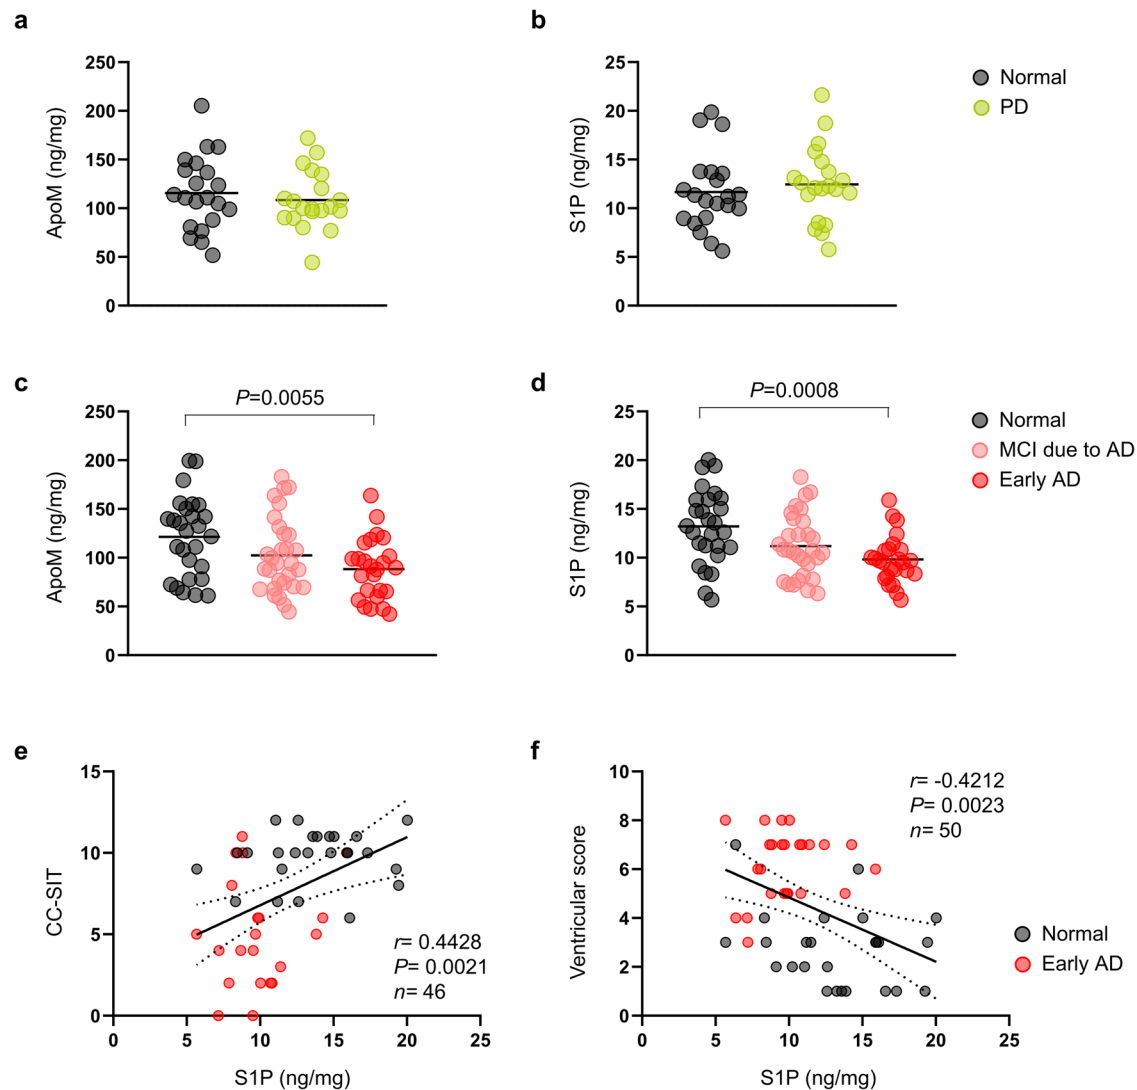 a
ApoM (ng/mg)
250
200
150
100
50
0
b
S1P (ng/mg)
25
20
15
10
5
0
Normal
PD
c
P=0.0055
ApoM (ng/mg)
250
200
150
100
50
0
d
P=0.0008
S1P (ng/mg)
25
20
15
10
5
0
Normal
MCI due to AD
Early AD
e
CC-SIT
15
10
5
0
r= 0.4428
P= 0.0021
n= 46
0 5 10 15 20 25
S1P (ng/mg)
f
Ventricular score
10
8
6
4
2
0
r= -0.4212
P= 0.0023
n= 50
0 5 10 15 20 25
S1P (ng/mg)
Normal
Early AD